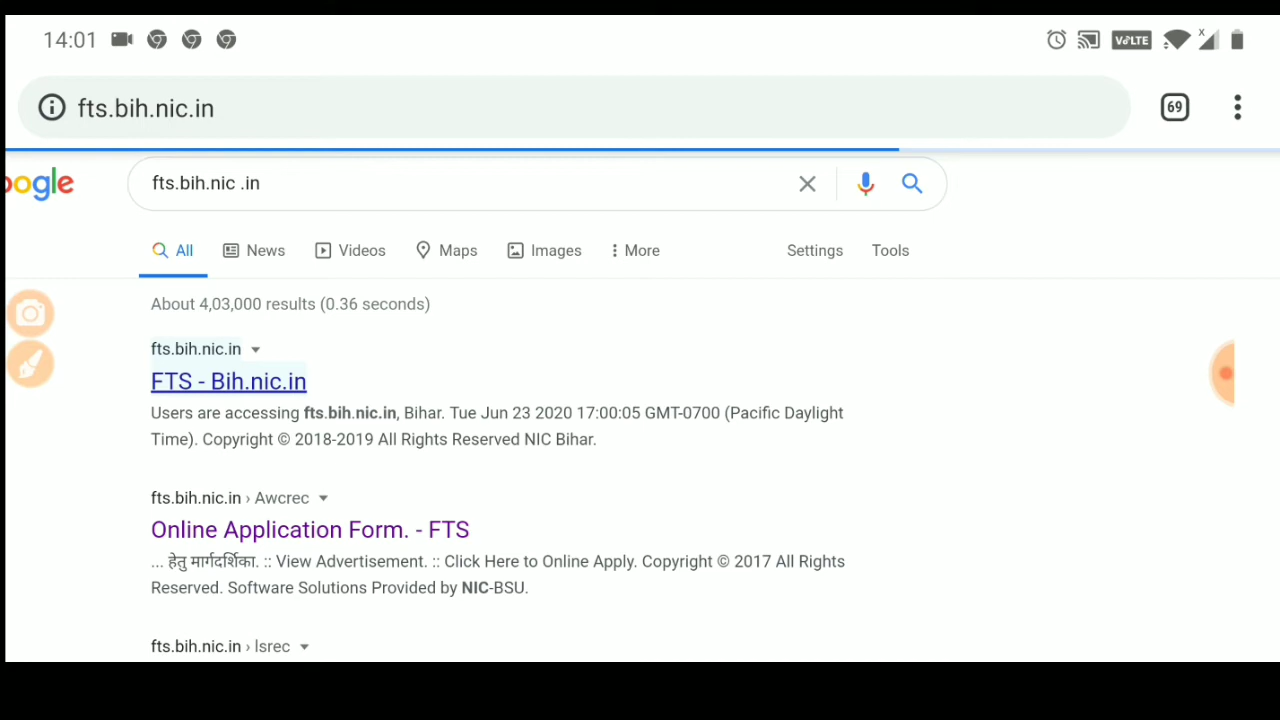 14:01 VoLTE x
fts.bih.nic.in 69
oogle fts.bih.nic .in
All News Videos Maps Images More Settings Tools
About 4,03,000 results (0.36 seconds)
fts.bih.nic.in
FTS - Bih.nic.in
Users are accessing fts.bih.nic.in, Bihar. Tue Jun 23 2020 17:00:05 GMT-0700 (Pacific Daylight
Time). Copyright © 2018-2019 All Rights Reserved NIC Bihar.
fts.bih.nic.in › Awcrec
Online Application Form. - FTS
... हेतु मार्गदर्शिका. :: View Advertisement. :: Click Here to Online Apply. Copyright © 2017 All Rights
Reserved. Software Solutions Provided by NIC-BSU.
fts.bih.nic.in › lsrec